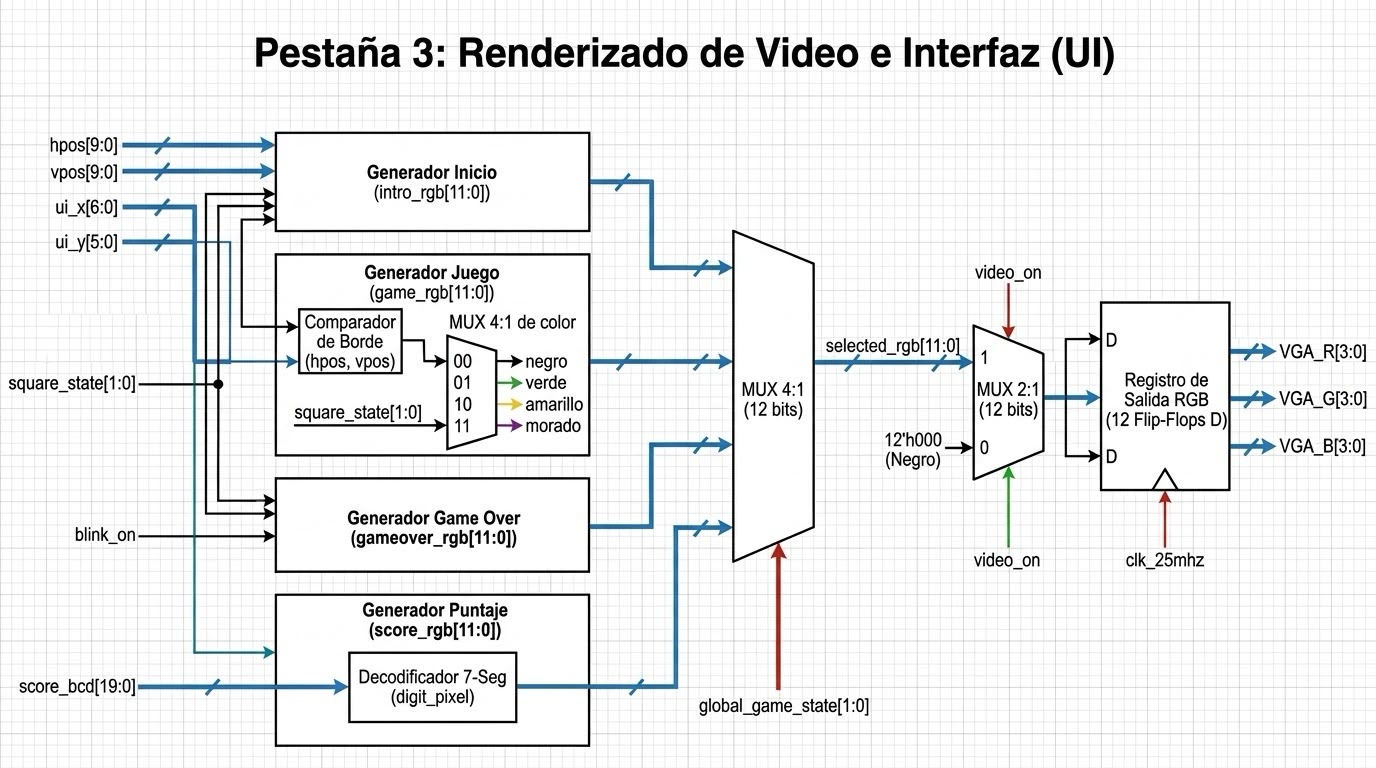 Pestaña 3: Renderizado de Video e Interfaz (UI)
hpos[9:0]
vpos[9:0]
ui_x[6:0]
ui_y[5:0]
square_state[1:0]
blink_on
score_bcd[19:0]
Generador Inicio
(intro_rgb[11:0])
Generador Juego
(game_rgb[11:0])
Comparador
de Borde
(hpos, vpos)
MUX 4:1 de color
00
01
10
11
negro
verde
amarillo
morado
square_state[1:0]
Generador Game Over
(gameover_rgb[11:0])
Generador Puntaje
(score_rgb[11:0])
Decodificador 7-Seg
(digit_pixel)
MUX 4:1
(12 bits)
global_game_state[1:0]
selected_rgb[11:0]
video_on
1
MUX 2:1
(12 bits)
0
12'h000
(Negro)
video_on
D
Registro de
Salida RGB
(12 Flip-Flops D)
D
clk_25mhz
VGA_R[3:0]
VGA_G[3:0]
VGA_B[3:0]